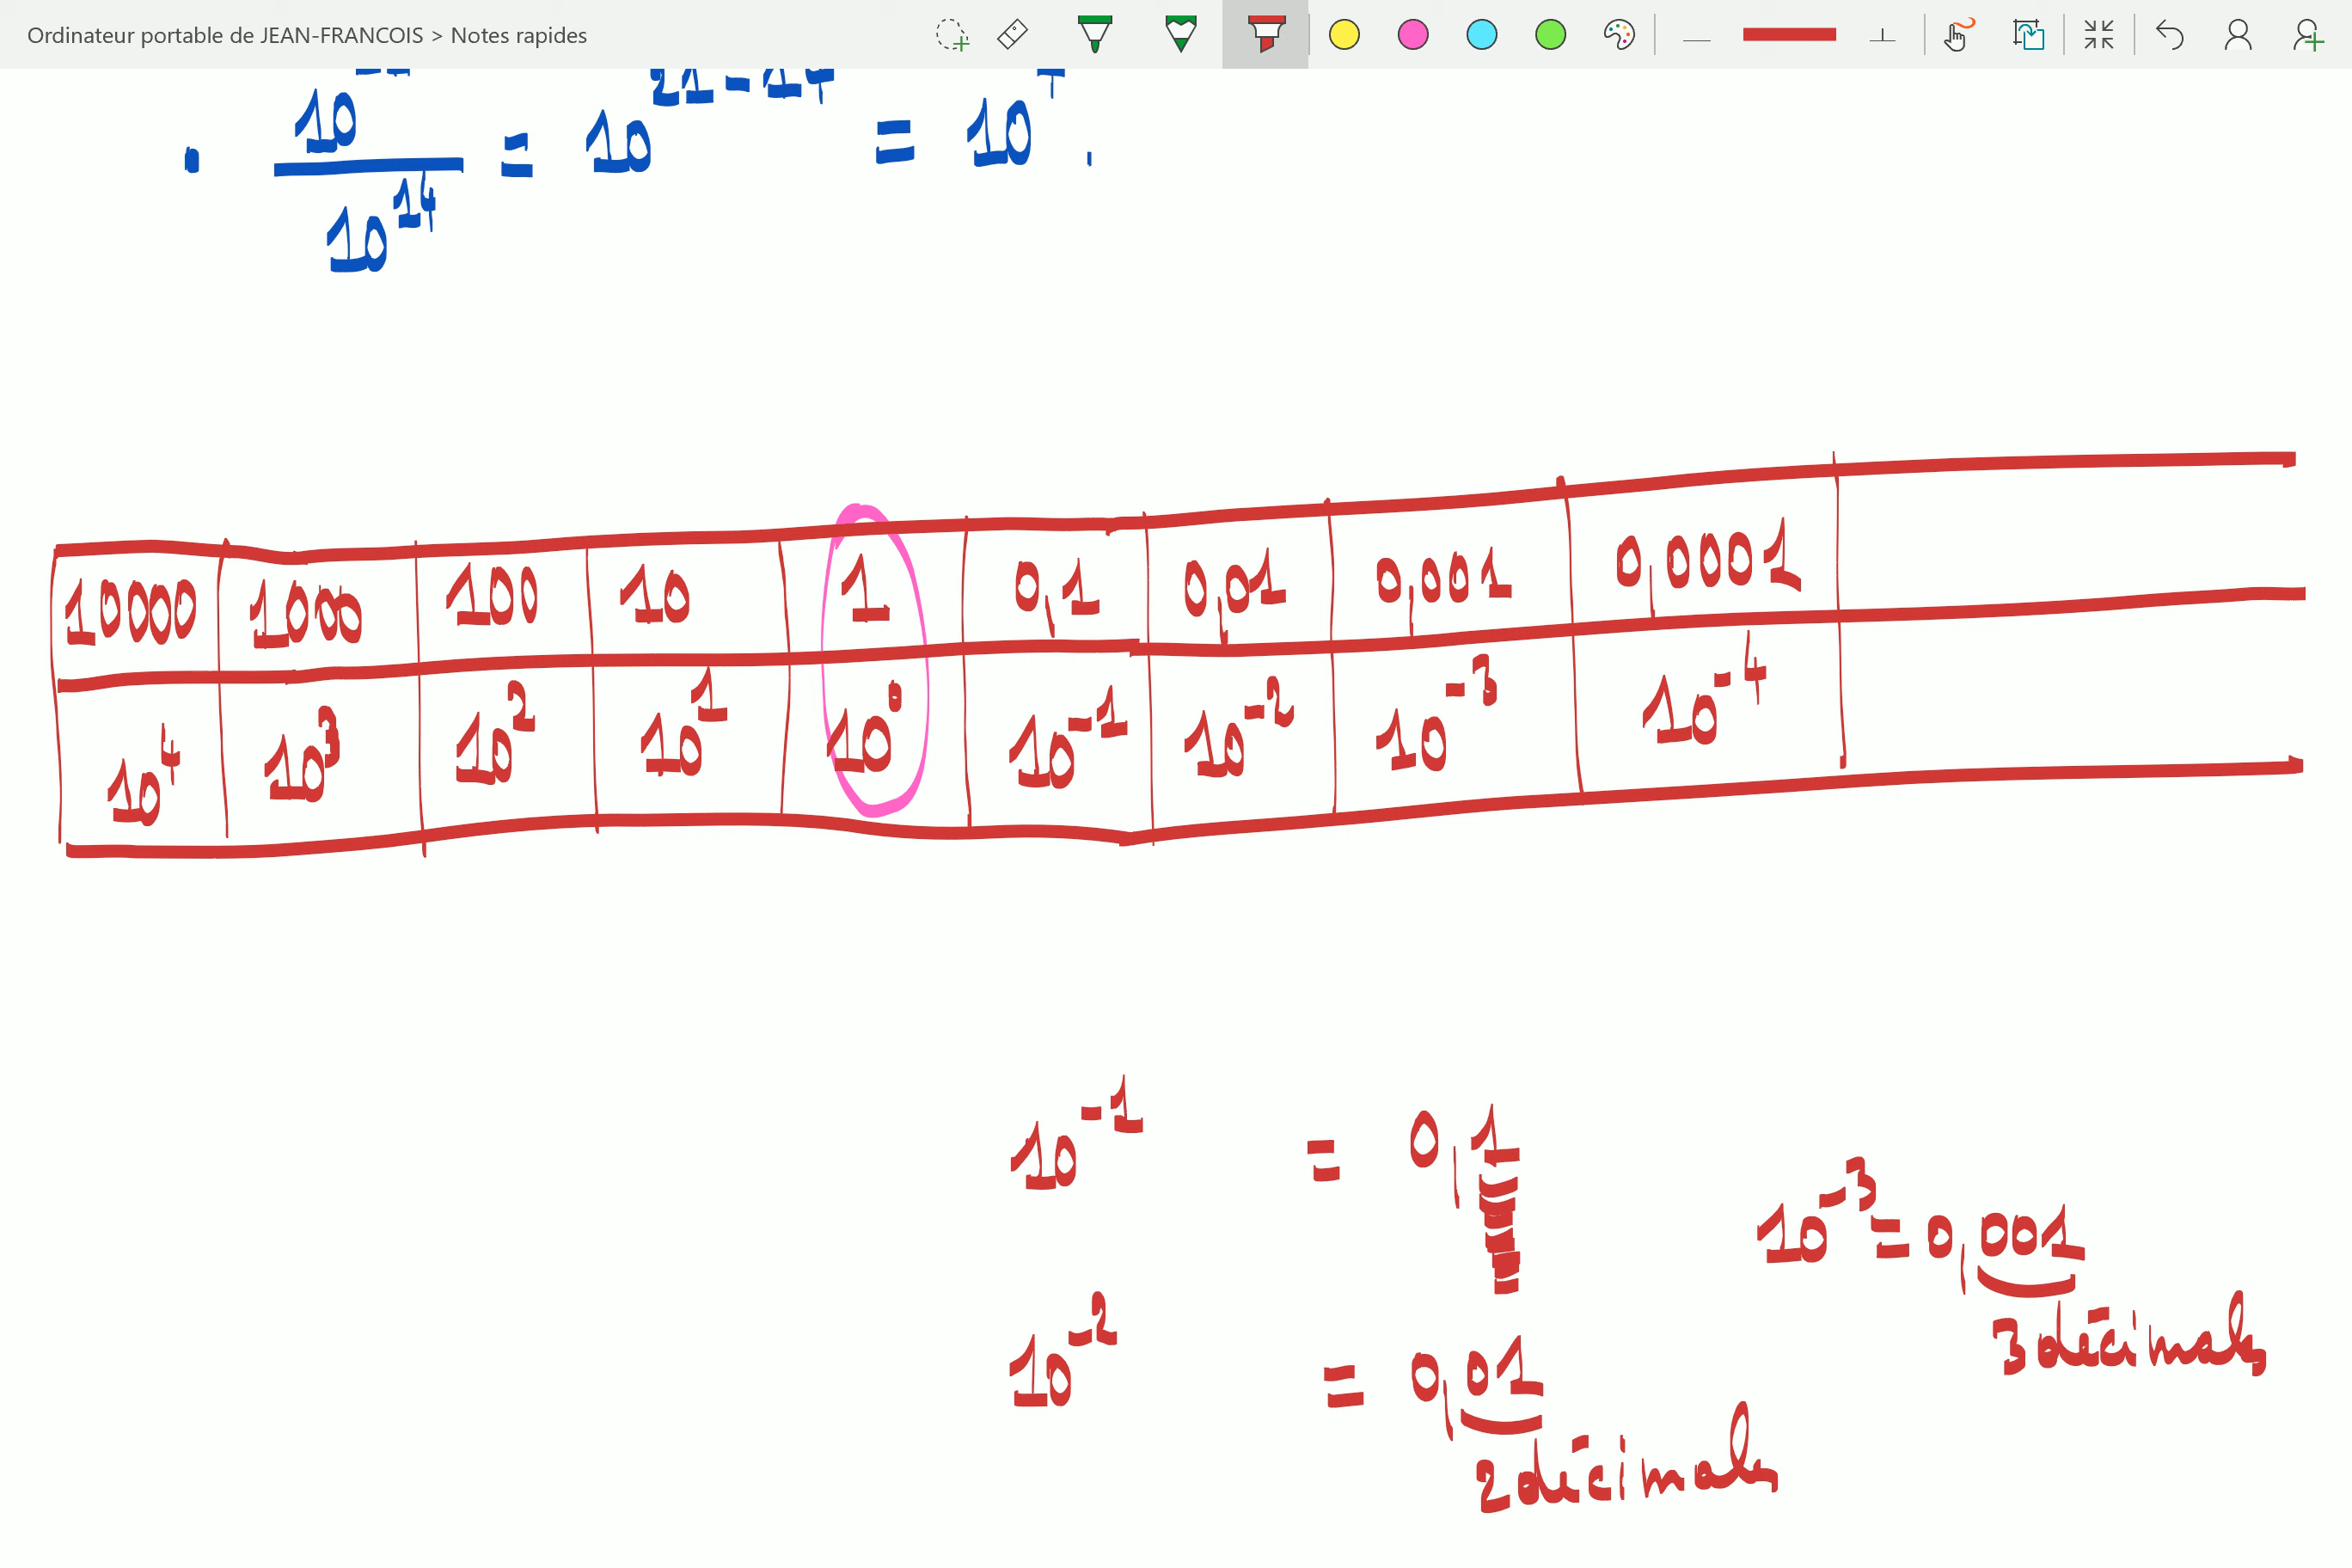 Ordinateur portable de JEAN-FRANCOIS > Notes rapides
. 10 / 10^14 = 10^21-14 = 10^7 .
10000 1000 100 10 1 0,1 0,01 0,001 0,0001
10^4 10^3 10^2 10^1 10^0 10^-1 10^-2 10^-3 10^-4
10^-1 = 0,1
10^-3 = 0,001
3 décimales
10^-2 = 0,01
2 décimales